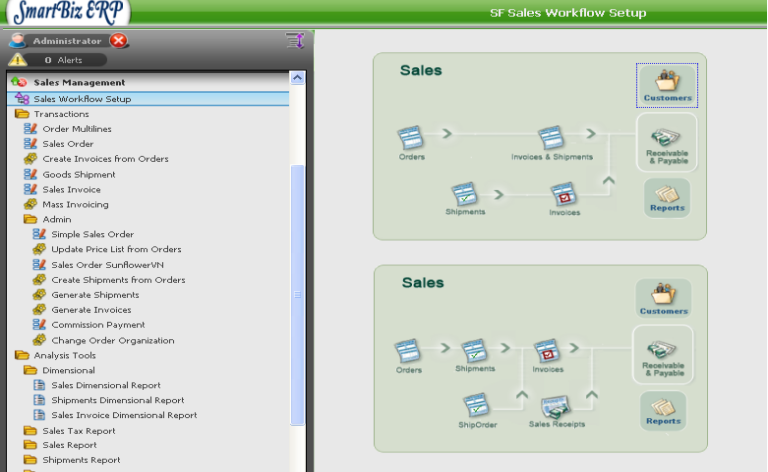 SmartBiz ERP
SF Sales Workflow Setup
Administrator
0 Alerts
Sales Management
Sales Workflow Setup
Transactions
Order Multilines
Sales Order
Create Invoices from Orders
Goods Shipment
Sales Invoice
Mass Invoicing
Admin
Simple Sales Order
Update Price List from Orders
Sales Order SunflowerVN
Create Shipments from Orders
Generate Shipments
Generate Invoices
Commission Payment
Change Order Organization
Analysis Tools
Dimensional
Sales Dimensional Report
Shipments Dimensional Report
Sales Invoice Dimensional Report
Sales Tax Report
Sales Report
Shipments Report
Sales
Customers
Orders
Invoices & Shipments
Receivable
& Payable
Shipments
Invoices
Reports
Sales
Customers
Orders
Shipments
Invoices
Receivable
& Payable
ShipOrder
Sales Receipts
Reports